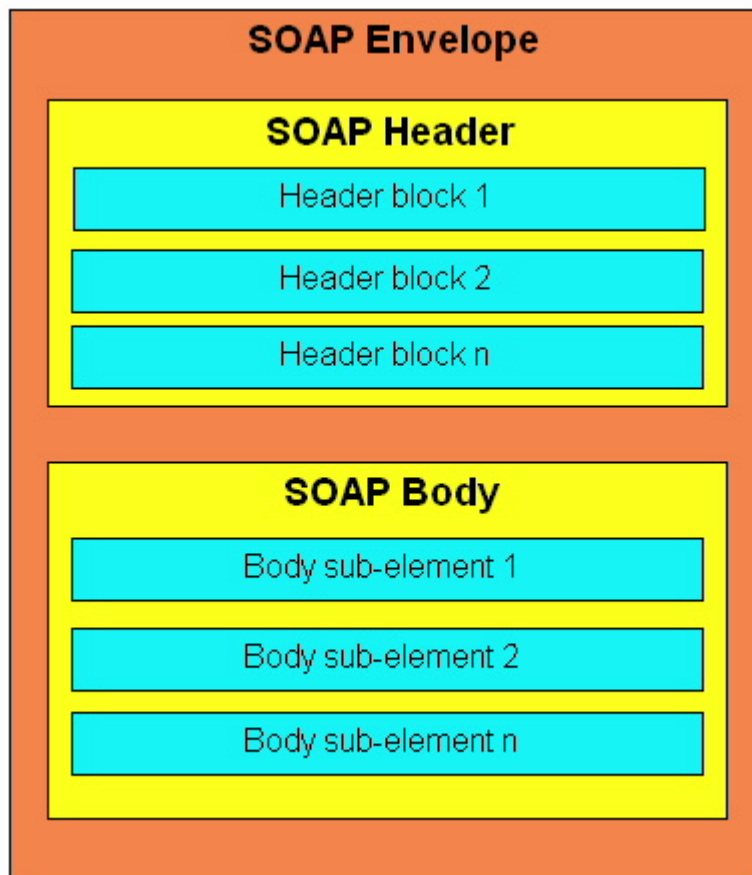 SOAP Envelope
SOAP Header
Header block 1
Header block 2
Header block n
SOAP Body
Body sub-element 1
Body sub-element 2
Body sub-element n